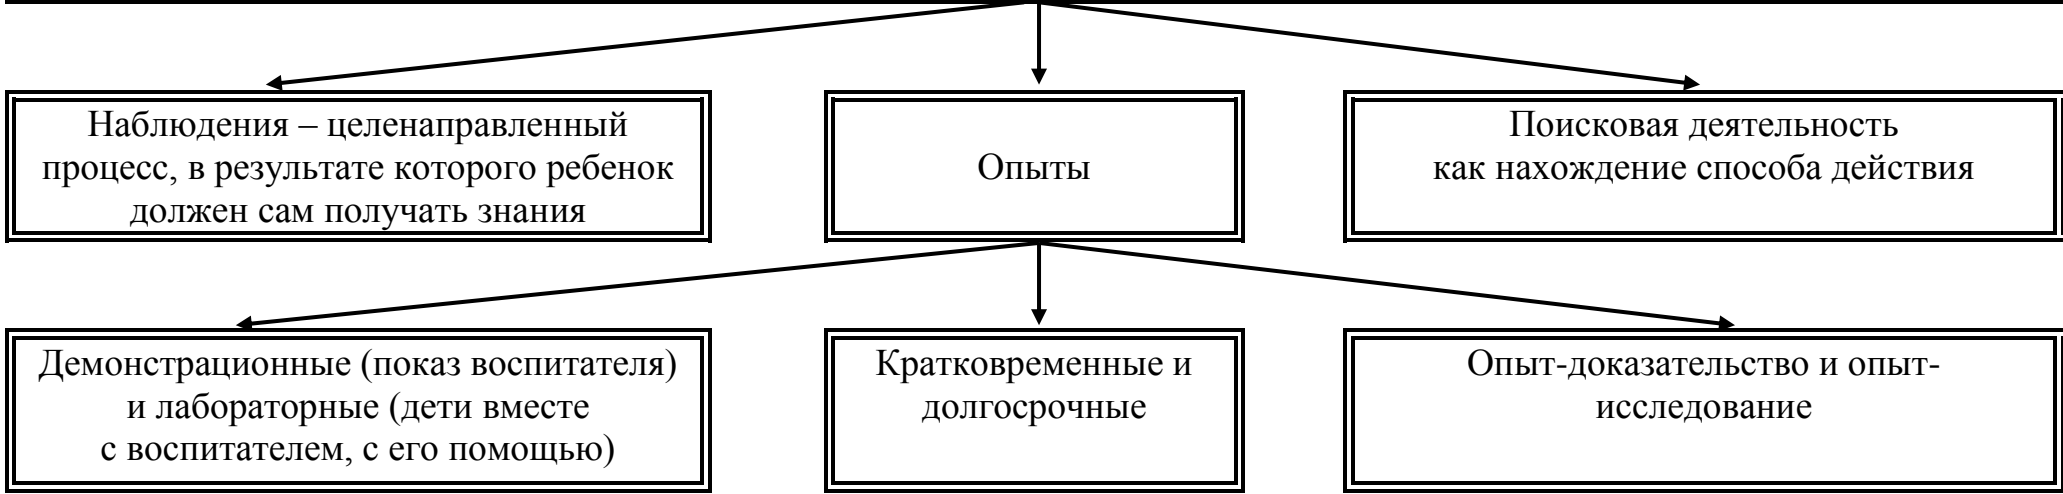 Наблюдения – целенаправленный
процесс, в результате которого ребенок
должен сам получать знания
Опыты
Поисковая деятельность
как нахождение способа действия
Демонстрационные (показ воспитателя)
и лабораторные (дети вместе
с воспитателем, с его помощью)
Кратковременные и
долгосрочные
Опыт-доказательство и опыт-
исследование